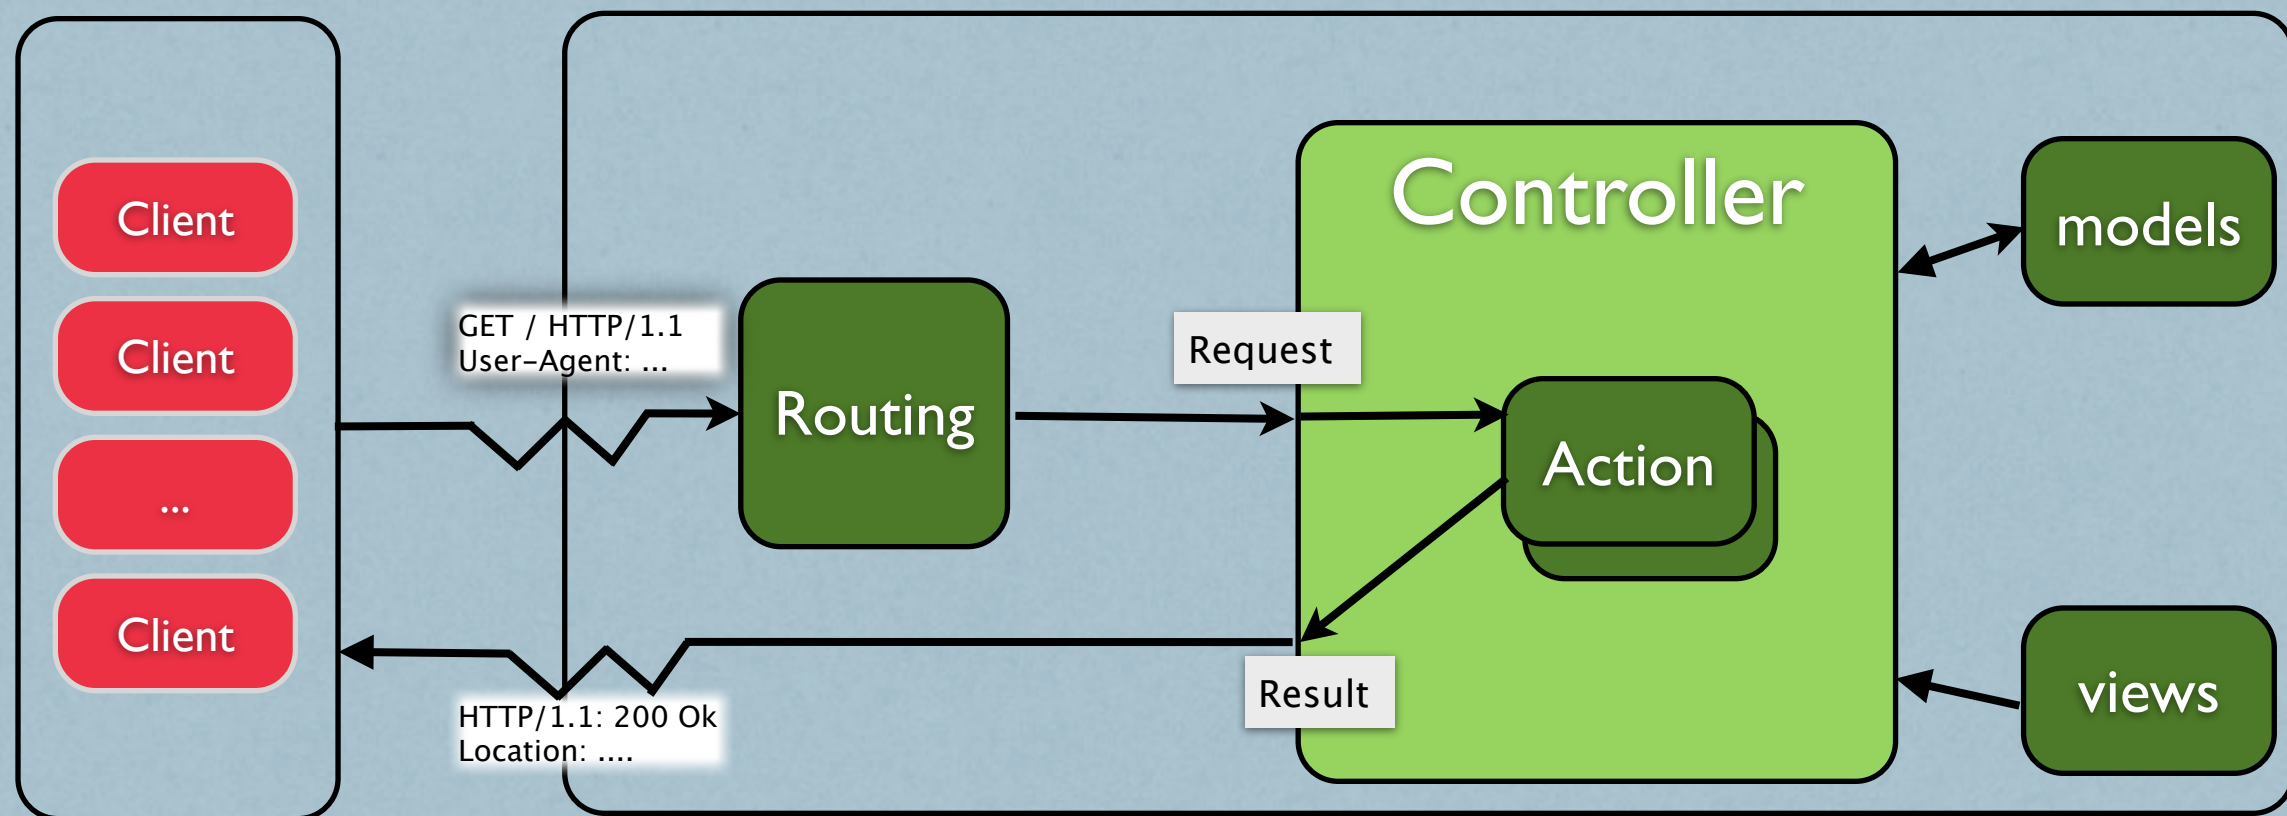 Client
Client
...
Client
GET / HTTP/1.1
User-Agent: ...
HTTP/1.1: 200 Ok
Location: ....
Routing
Request
Result
Controller
Action
models
views